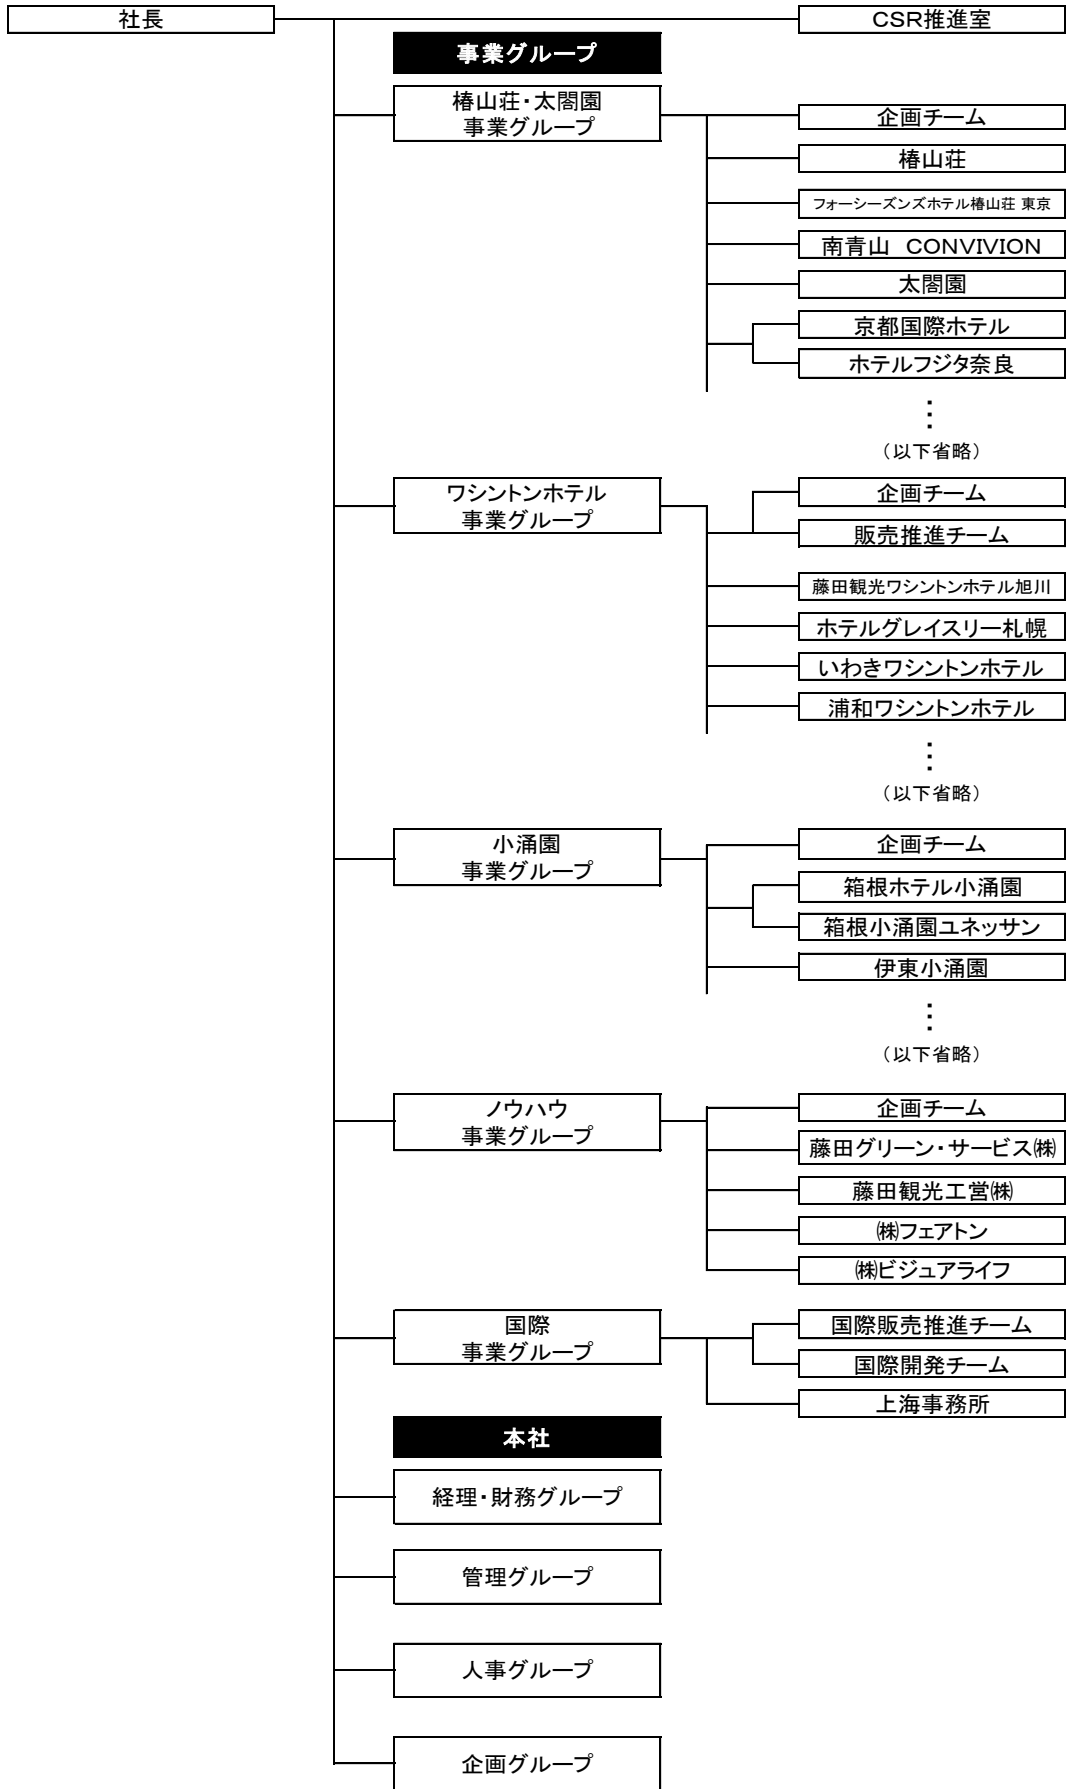 社長
CSR推進室
事業グループ
椿山荘・太閤園
事業グループ
企画チーム
椿山荘
フォーシーズンズホテル椿山荘 東京
南青山 CONVIVION
太閤園
京都国際ホテル
ホテルフジタ奈良
⋮
（以下省略）
ワシントンホテル
事業グループ
企画チーム
販売推進チーム
藤田観光ワシントンホテル旭川
ホテルグレイスリー札幌
いわきワシントンホテル
浦和ワシントンホテル
⋮
（以下省略）
小涌園
事業グループ
企画チーム
箱根ホテル小涌園
箱根小涌園ユネッサン
伊東小涌園
⋮
（以下省略）
ノウハウ
事業グループ
企画チーム
藤田グリーン・サービス㈱
藤田観光工営㈱
㈱フェアトン
㈱ビジュアライフ
国際
事業グループ
国際販売推進チーム
国際開発チーム
上海事務所
本社
経理・財務グループ
管理グループ
人事グループ
企画グループ